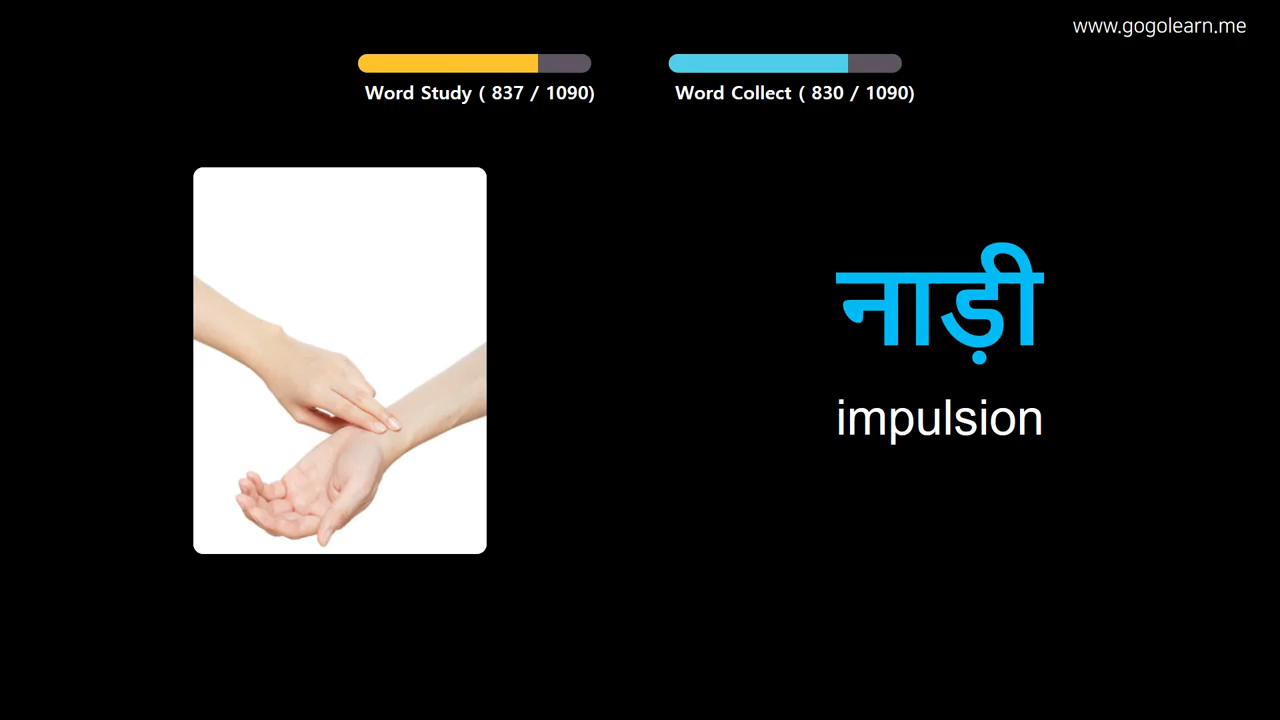 www.gogolearn.me
Word Study ( 837 / 1090)
Word Collect ( 830 / 1090)
नाड़ी
impulsion